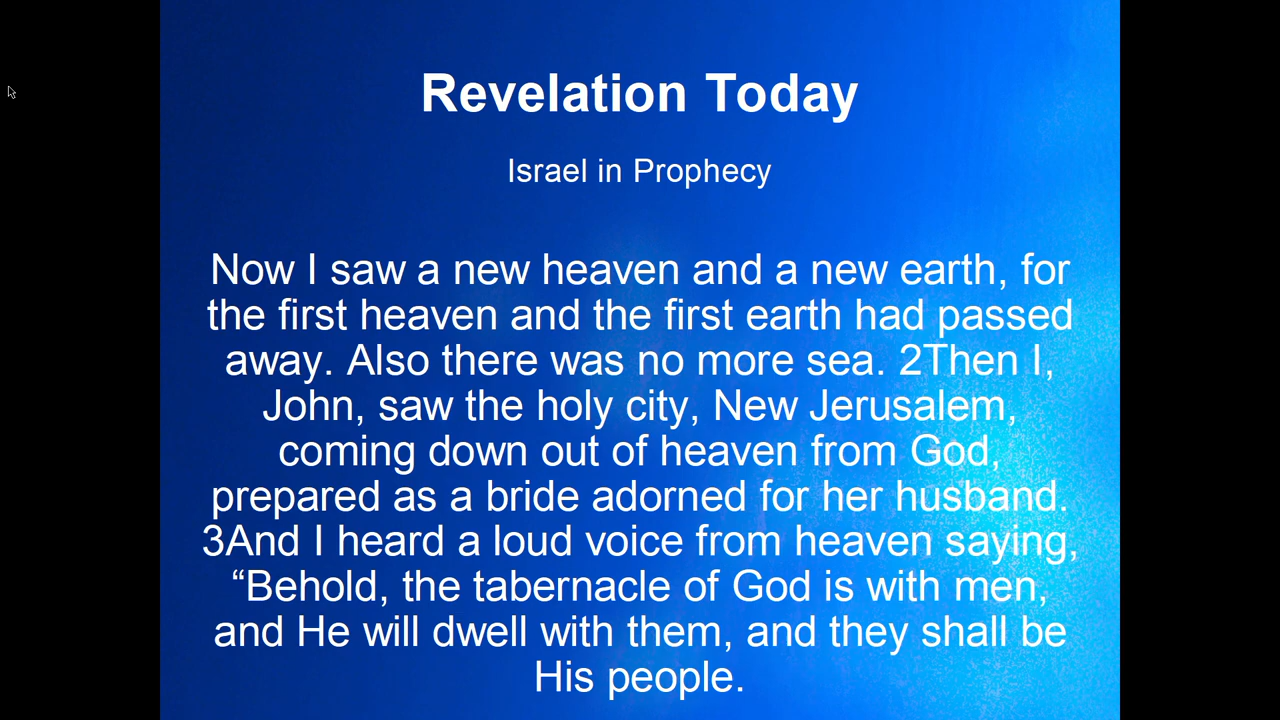 Revelation Today
Israel in Prophecy
Now I saw a new heaven and a new earth, for
the first heaven and the first earth had passed
away. Also there was no more sea. 2Then I,
John, saw the holy city, New Jerusalem,
coming down out of heaven from God,
prepared as a bride adorned for her husband.
3And I heard a loud voice from heaven saying,
“Behold, the tabernacle of God is with men,
and He will dwell with them, and they shall be
His people.